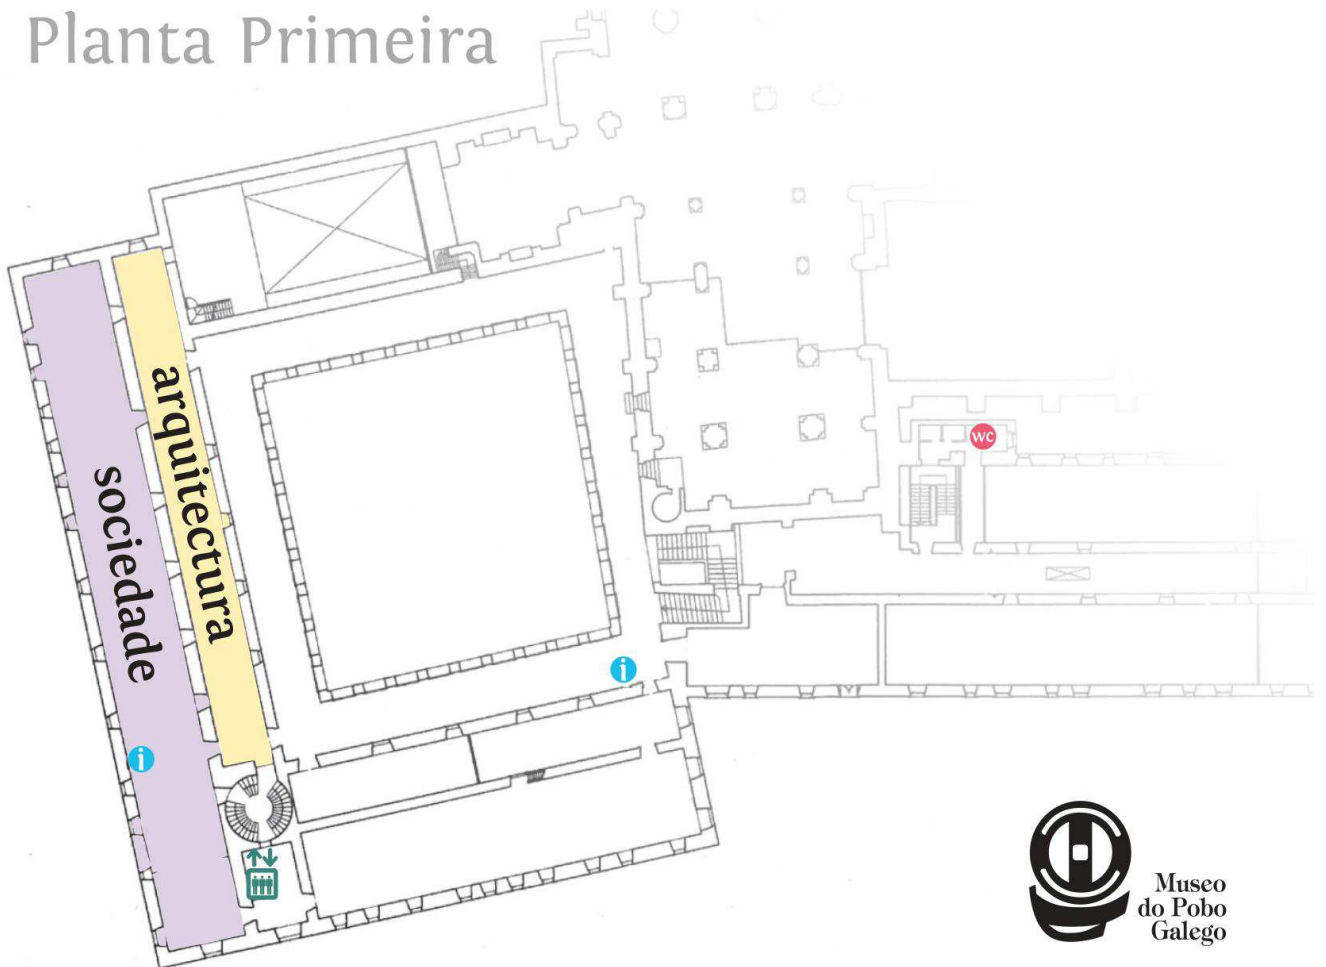 Planta Primeira
arquitectura
sociedade
wc
i
i
Museo
do Pobo
Galego